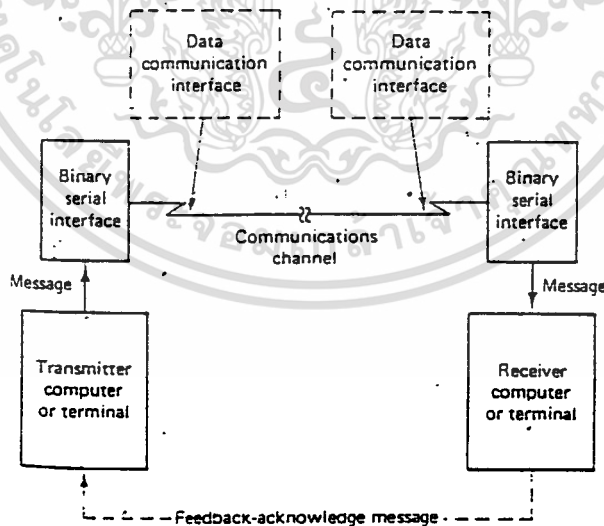 Data
communication
interface
Data
communication
interface
Binary
serial
interface
Communications
channel
Binary
serial
interface
Message
Message
Transmitter
computer
or terminal
Receiver
computer
or terminal
Feedback-acknowledge message